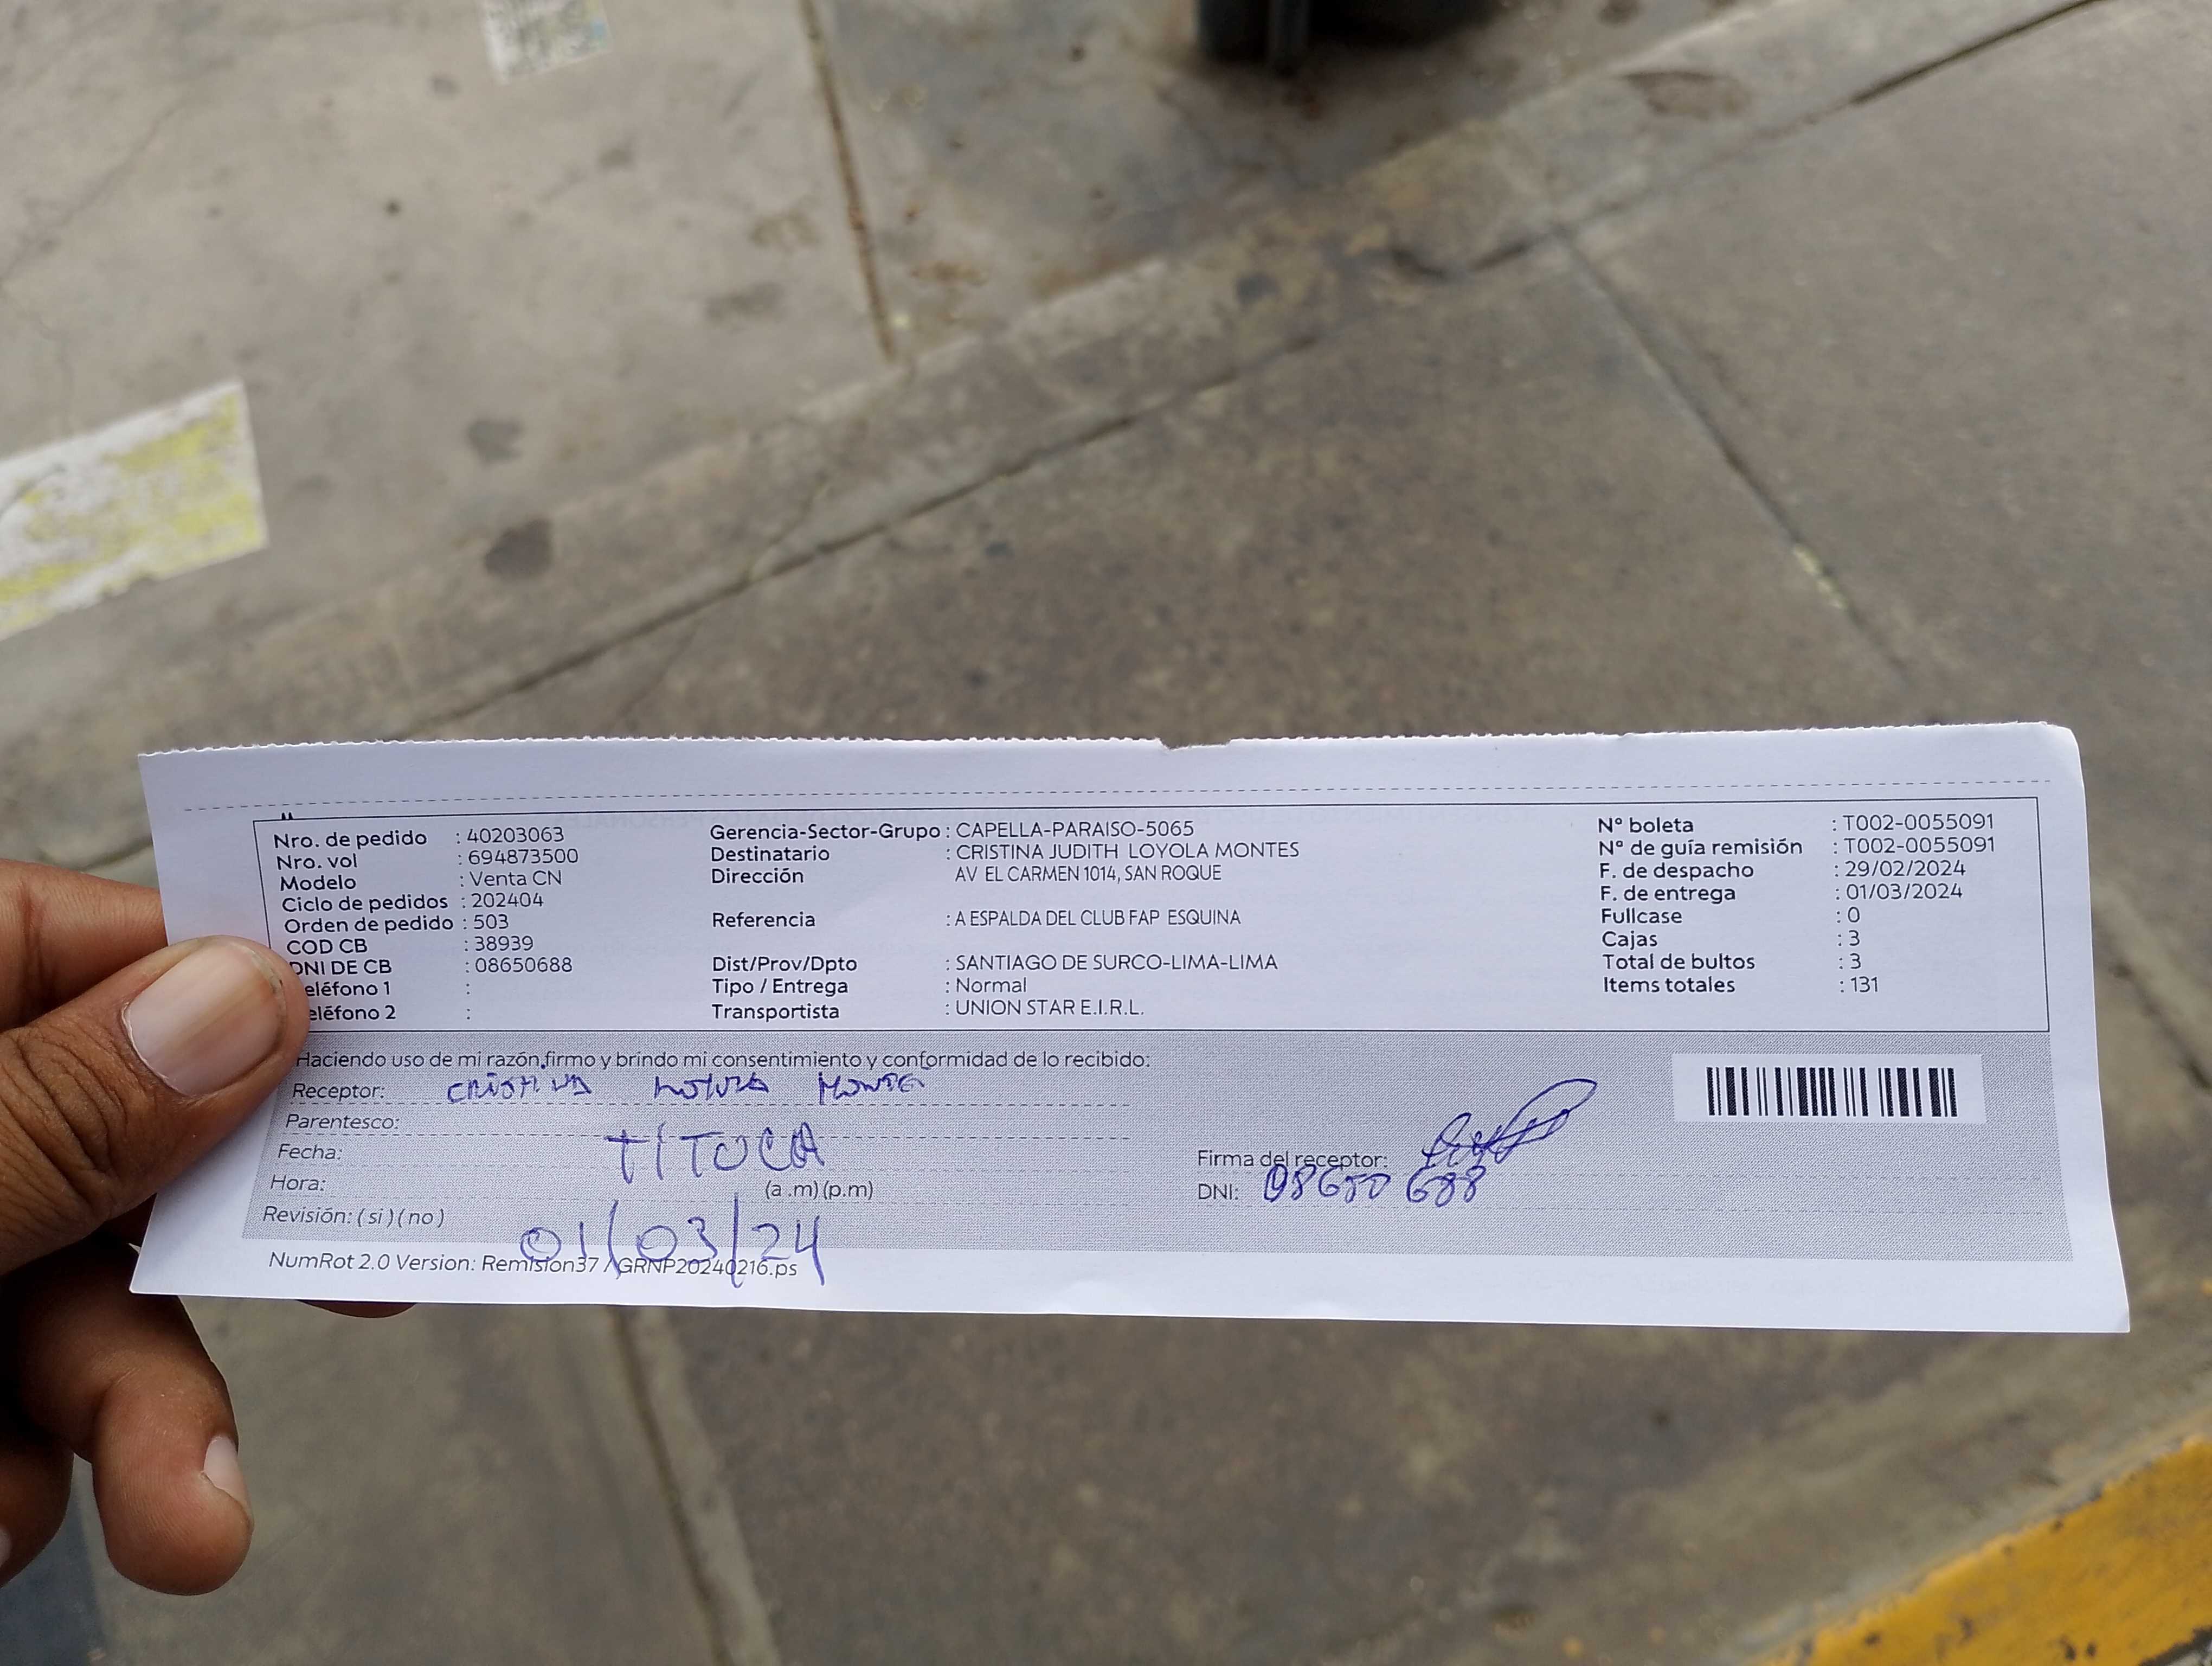 Nro. de pedido : 40203063
Nro. vol : 694873500
Modelo : Venta CN
Ciclo de pedidos : 202404
Orden de pedido : 503
COD CB : 38939
DNI DE CB : 08650688
eléfono 1 :
eléfono 2 :
Gerencia-Sector-Grupo : CAPELLA-PARAISO-5065
Destinatario : CRISTINA JUDITH LOYOLA MONTES
Dirección AV EL CARMEN 1014, SAN ROQUE
Referencia : A ESPALDA DEL CLUB FAP ESQUINA
Dist/Prov/Dpto : SANTIAGO DE SURCO-LIMA-LIMA
Tipo / Entrega : Normal
Transportista : UNION STAR E.I.R.L.
N° boleta : T002-0055091
N° de guía remisión : T002-0055091
F. de despacho : 29/02/2024
F. de entrega : 01/03/2024
Fullcase : 0
Cajas : 3
Total de bultos : 3
Items totales : 131
Haciendo uso de mi razón,firmo y brindo mi consentimiento y conformidad de lo recibido:
Receptor:
Parentesco:
TITOCA
Fecha:
Hora: (a .m) (p.m)
Revisión: ( si ) ( no )
01/03/24
Firma del receptor:
DNI: 08650688
NumRot 2.0 Version: Remision37 / GRNP20240216.ps